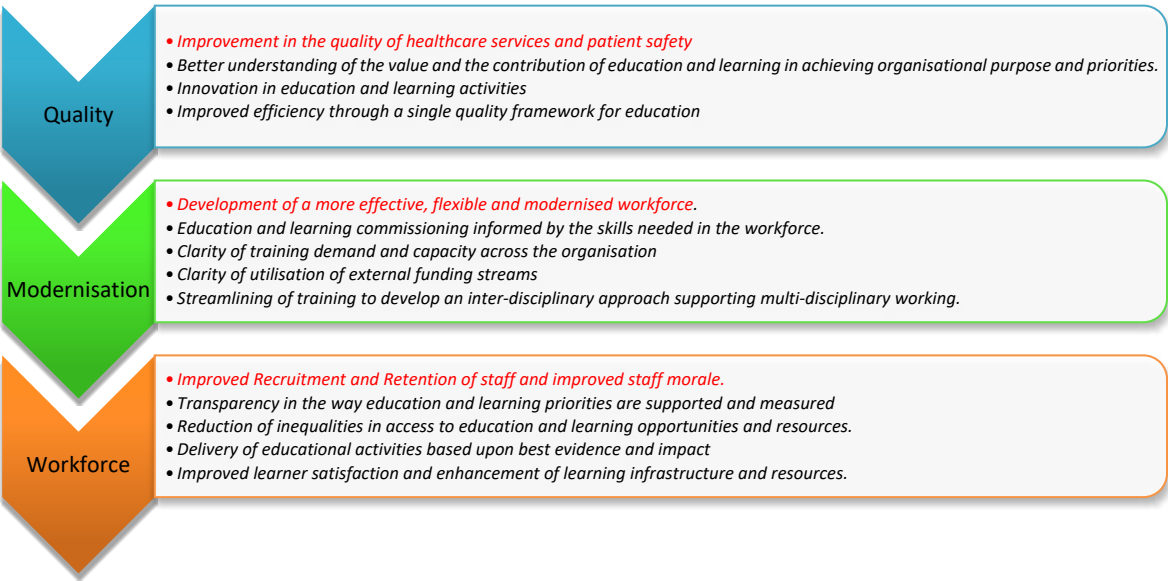 Quality
• Improvement in the quality of healthcare services and patient safety
• Better understanding of the value and the contribution of education and learning in achieving organisational purpose and priorities.
• Innovation in education and learning activities
• Improved efficiency through a single quality framework for education
Modernisation
• Development of a more effective, flexible and modernised workforce.
• Education and learning commissioning informed by the skills needed in the workforce.
• Clarity of training demand and capacity across the organisation
• Clarity of utilisation of external funding streams
• Streamlining of training to develop an inter-disciplinary approach supporting multi-disciplinary working.
Workforce
• Improved Recruitment and Retention of staff and improved staff morale.
• Transparency in the way education and learning priorities are supported and measured
• Reduction of inequalities in access to education and learning opportunities and resources.
• Delivery of educational activities based upon best evidence and impact
• Improved learner satisfaction and enhancement of learning infrastructure and resources.